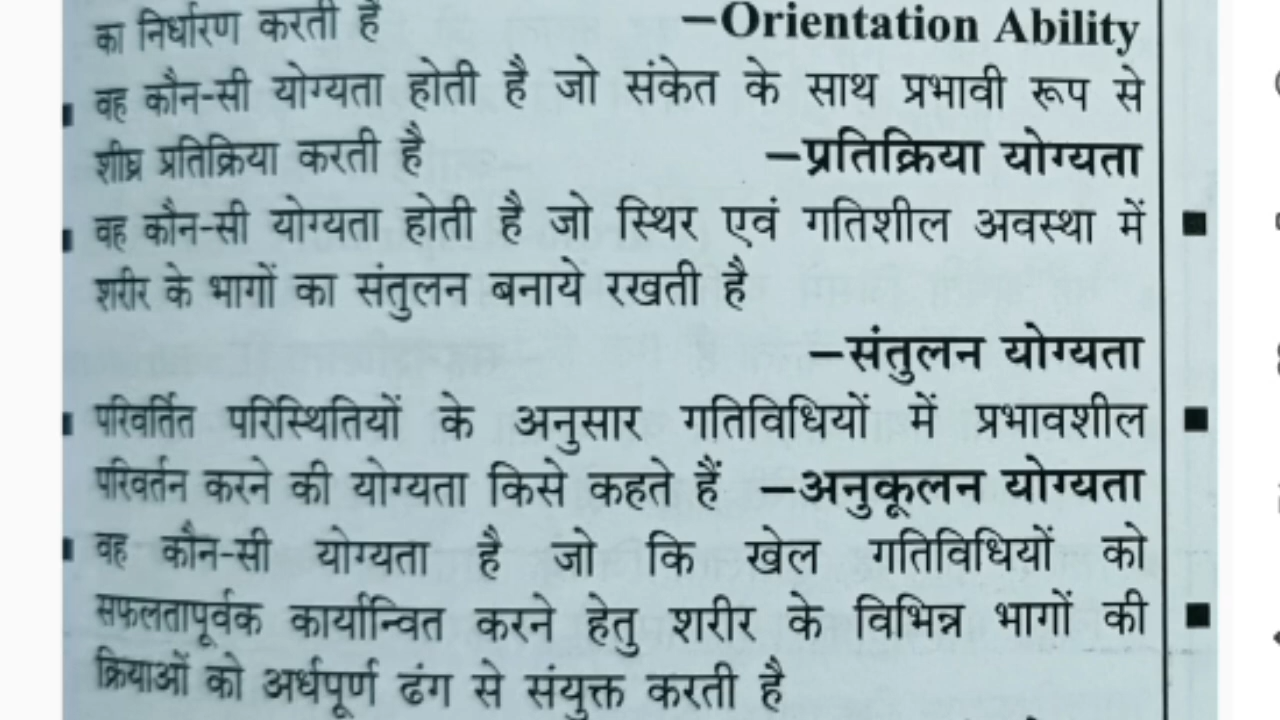 का निर्धारण करती है –Orientation Ability
■ वह कौन-सी योग्यता होती है जो संकेत के साथ प्रभावी रूप से
शीघ्र प्रतिक्रिया करती है –प्रतिक्रिया योग्यता
■ वह कौन-सी योग्यता होती है जो स्थिर एवं गतिशील अवस्था में
शरीर के भागों का संतुलन बनाये रखती है
–संतुलन योग्यता
■ परिवर्तित परिस्थितियों के अनुसार गतिविधियों में प्रभावशील
परिवर्तन करने की योग्यता किसे कहते हैं –अनुकूलन योग्यता
■ वह कौन-सी योग्यता है जो कि खेल गतिविधियों को
सफलतापूर्वक कार्यान्वित करने हेतु शरीर के विभिन्न भागों की
क्रियाओं को अर्धपूर्ण ढंग से संयुक्त करती है